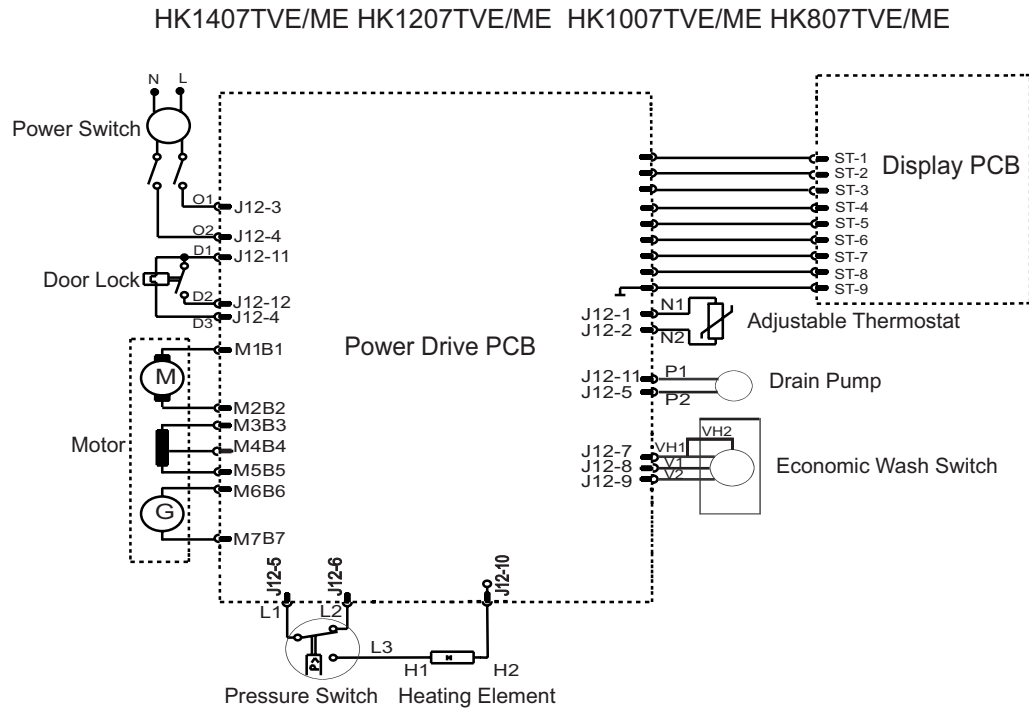 HK1407TVE/ME HK1207TVE/ME HK1007TVE/ME HK807TVE/ME
N L
Power Switch
O1 J12-3
O2 J12-4
D1 J12-11
Door Lock
D2 J12-12
D3 J12-4
M1B1
M
M2B2
M3B3
Motor
M4B4
M5B5
M6B6
G
M7B7
Power Drive PCB
Display PCB
ST-1
ST-2
ST-3
ST-4
ST-5
ST-6
ST-7
ST-8
ST-9
J12-1 N1
J12-2 N2
Adjustable Thermostat
J12-11 P1
J12-5 P2
Drain Pump
VH2
J12-7 VH1
J12-8 V1
J12-9 V2
Economic Wash Switch
J12-5
J12-6
J12-10
L1
L2
L3
P>
H1
H2
Pressure Switch
Heating Element